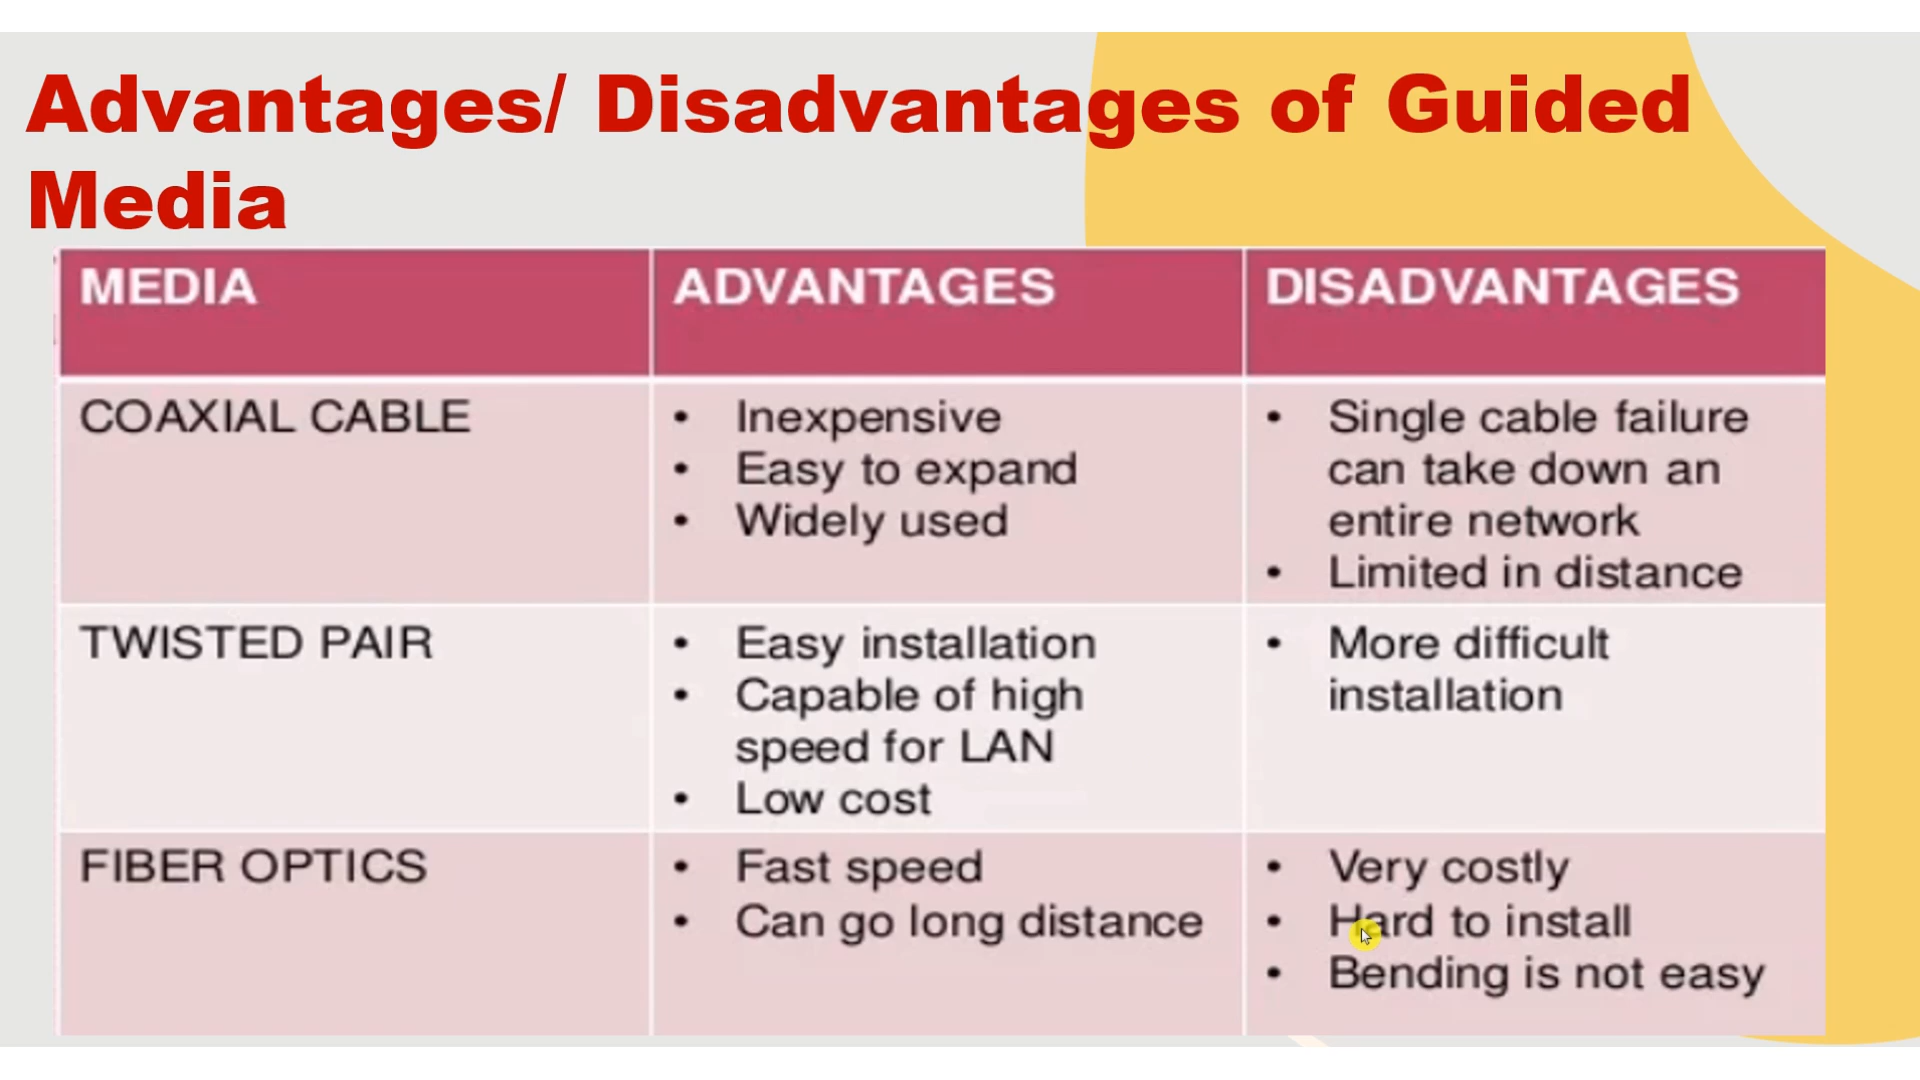 Advantages/ Disadvantages of Guided
Media
MEDIA
ADVANTAGES
DISADVANTAGES
COAXIAL CABLE
• Inexpensive
• Easy to expand
• Widely used
• Single cable failure
can take down an
entire network
• Limited in distance
TWISTED PAIR
• Easy installation
• Capable of high
speed for LAN
• Low cost
• More difficult
installation
FIBER OPTICS
• Fast speed
• Can go long distance
• Very costly
• Hard to install
• Bending is not easy